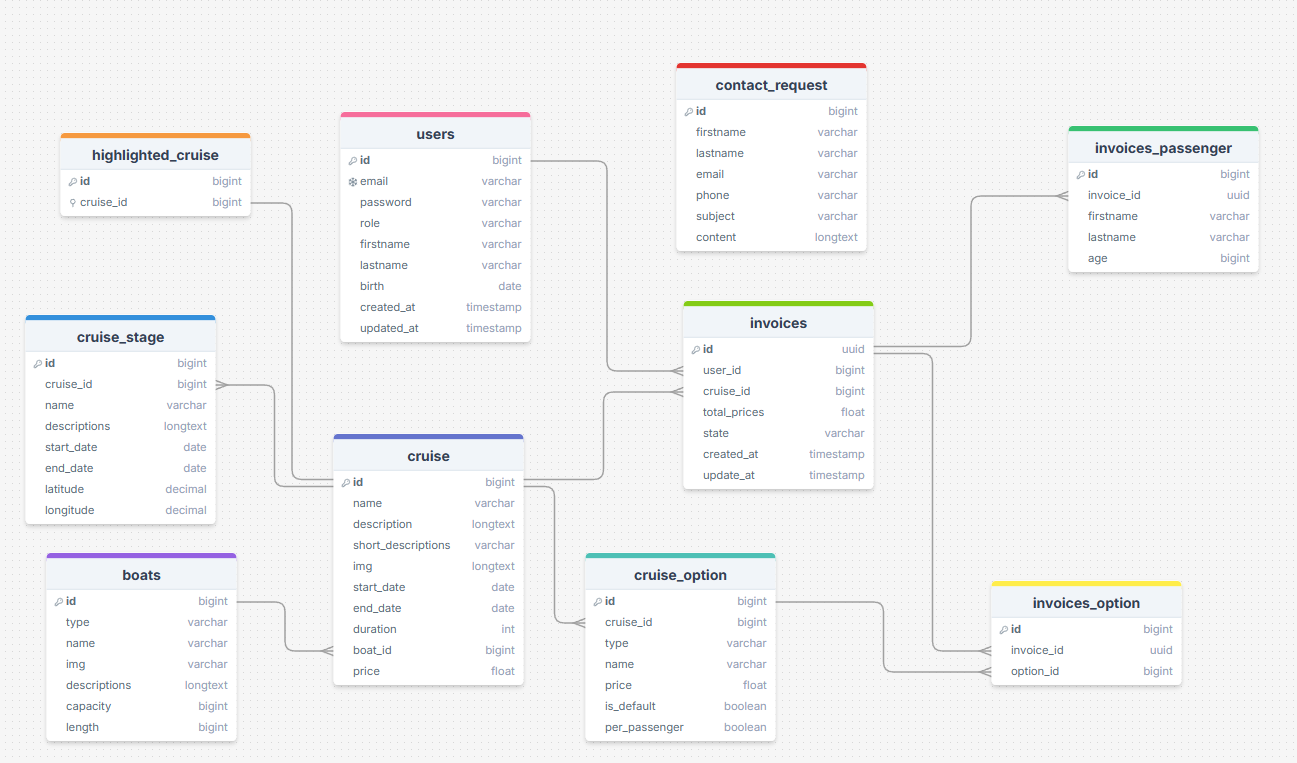 contact_request
id bigint
firstname varchar
lastname varchar
email varchar
phone varchar
subject varchar
content longtext
users
id bigint
email varchar
password varchar
role varchar
firstname varchar
lastname varchar
birth date
created_at timestamp
updated_at timestamp
highlighted_cruise
id bigint
cruise_id bigint
invoices_passenger
id bigint
invoice_id uuid
firstname varchar
lastname varchar
age bigint
cruise_stage
id bigint
cruise_id bigint
name varchar
descriptions longtext
start_date date
end_date date
latitude decimal
longitude decimal
invoices
id uuid
user_id bigint
cruise_id bigint
total_prices float
state varchar
created_at timestamp
update_at timestamp
cruise
id bigint
name varchar
description longtext
short_descriptions varchar
img longtext
start_date date
end_date date
duration int
boat_id bigint
price float
boats
id bigint
type varchar
name varchar
img varchar
descriptions longtext
capacity bigint
length bigint
cruise_option
id bigint
cruise_id bigint
type varchar
name varchar
price float
is_default boolean
per_passenger boolean
invoices_option
id bigint
invoice_id uuid
option_id bigint